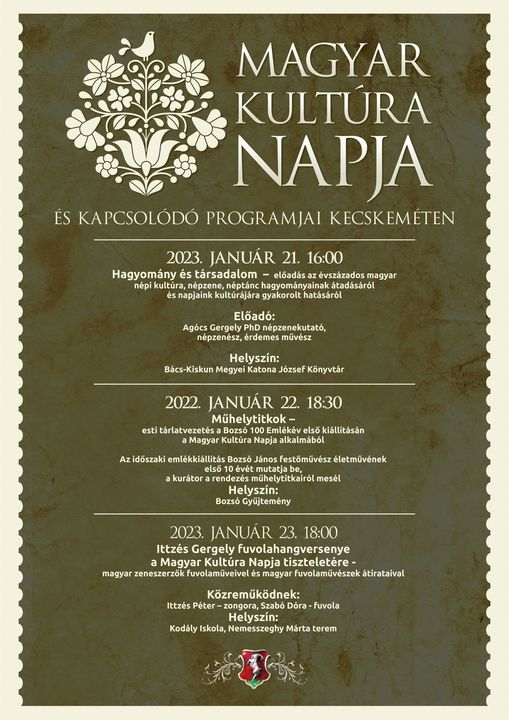 MAGYAR
KULTÚRA
NAPJA
ÉS KAPCSOLÓDÓ PROGRAMJAI KECSKEMÉTEN
2023. JANUÁR 21. 16:00
Hagyomány és társadalom – előadás az évszázados magyar
népi kultúra, népzene, néptánc hagyományainak átadásáról
és napjaink kultúrájára gyakorolt hatásáról
Előadó:
Agócs Gergely PhD népzenekutató,
népzenész, érdemes művész
Helyszín:
Bács-Kiskun Megyei Katona József Könyvtár
2022. JANUÁR 22. 18:30
Műhelytitkok –
esti tárlatvezetés a Bozsó 100 Emlékév első kiállításán
a Magyar Kultúra Napja alkalmából
Az időszaki emlékkiállítás Bozsó János festőművész életművének
első 10 évét mutatja be,
a kurátor a rendezés műhelytitkairól mesél
Helyszín:
Bozsó Gyűjtemény
2023. JANUÁR 23. 18:00
Ittzés Gergely fuvolahangversenye
a Magyar Kultúra Napja tiszteletére -
magyar zeneszerzők fuvolaműveivel és magyar fuvolaművészek átirataival
Közreműködnek:
Ittzés Péter – zongora, Szabó Dóra - fuvola
Helyszín:
Kodály Iskola, Nemesszeghy Márta terem